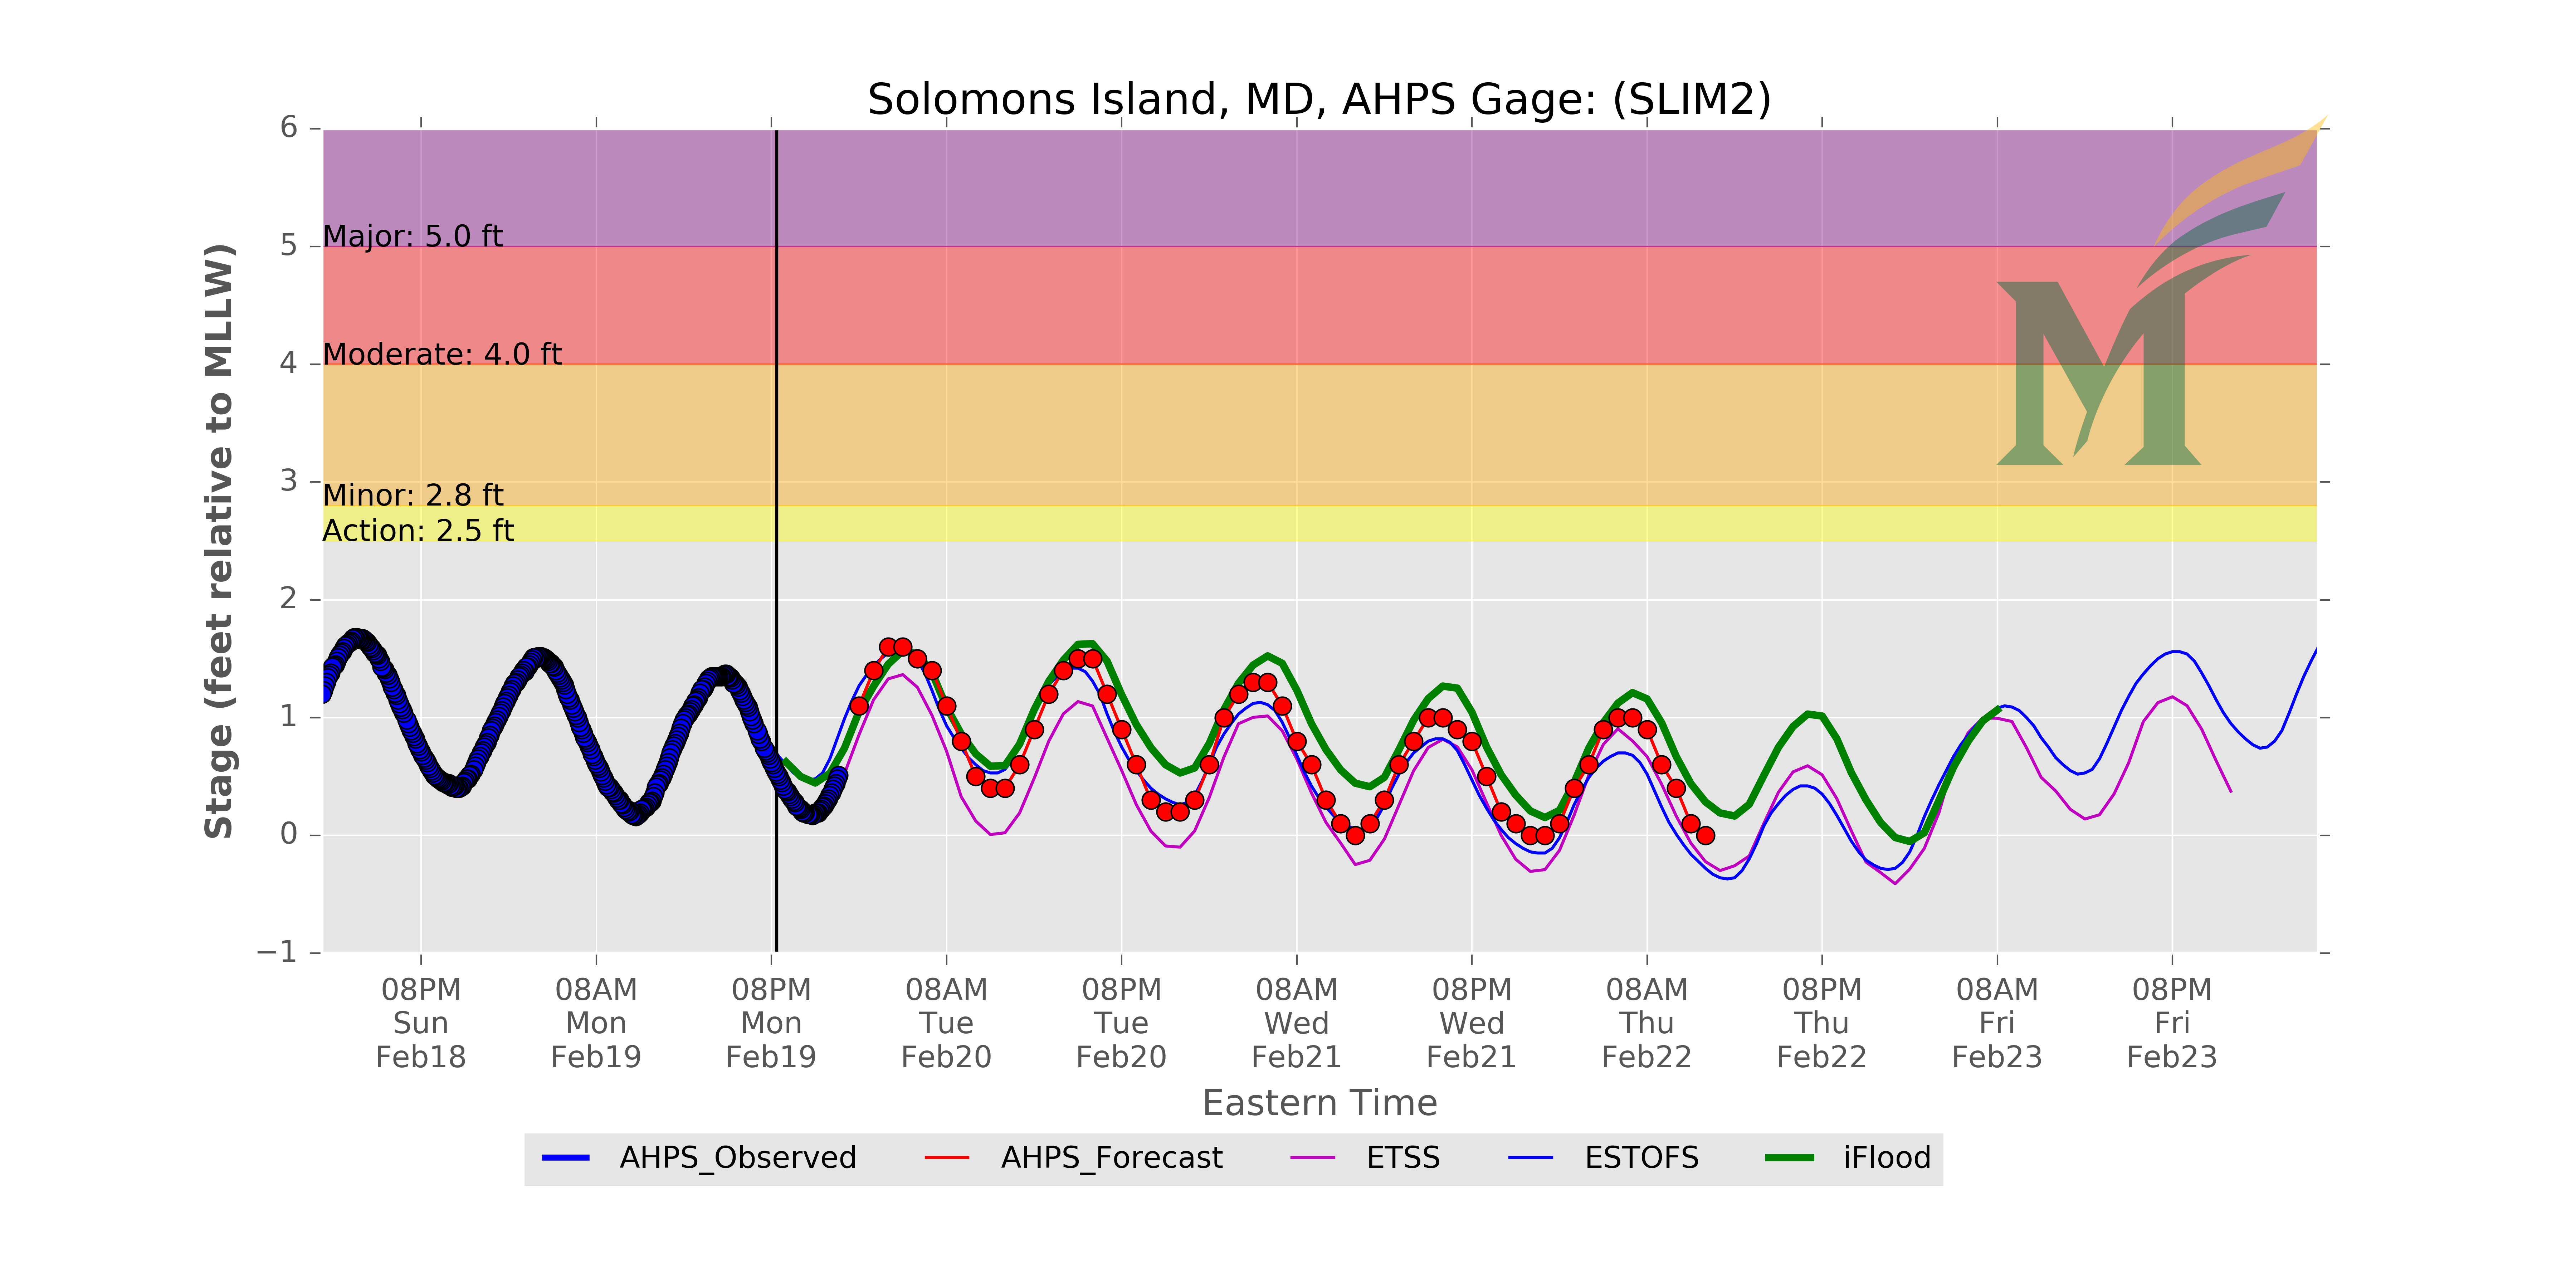 Solomons Island, MD, AHPS Gage: (SLIM2)
6
5
4
3
2
1
0
−1
Stage (feet relative to MLLW)
Major: 5.0 ft
Moderate: 4.0 ft
Minor: 2.8 ft
Action: 2.5 ft
M
08PM 08AM 08PM 08AM 08PM 08AM 08PM 08AM 08PM 08AM 08PM
Sun Mon Mon Tue Tue Wed Wed Thu Thu Fri Fri
Feb18 Feb19 Feb19 Feb20 Feb20 Feb21 Feb21 Feb22 Feb22 Feb23 Feb23
Eastern Time
AHPS_Observed AHPS_Forecast ETSS ESTOFS iFlood